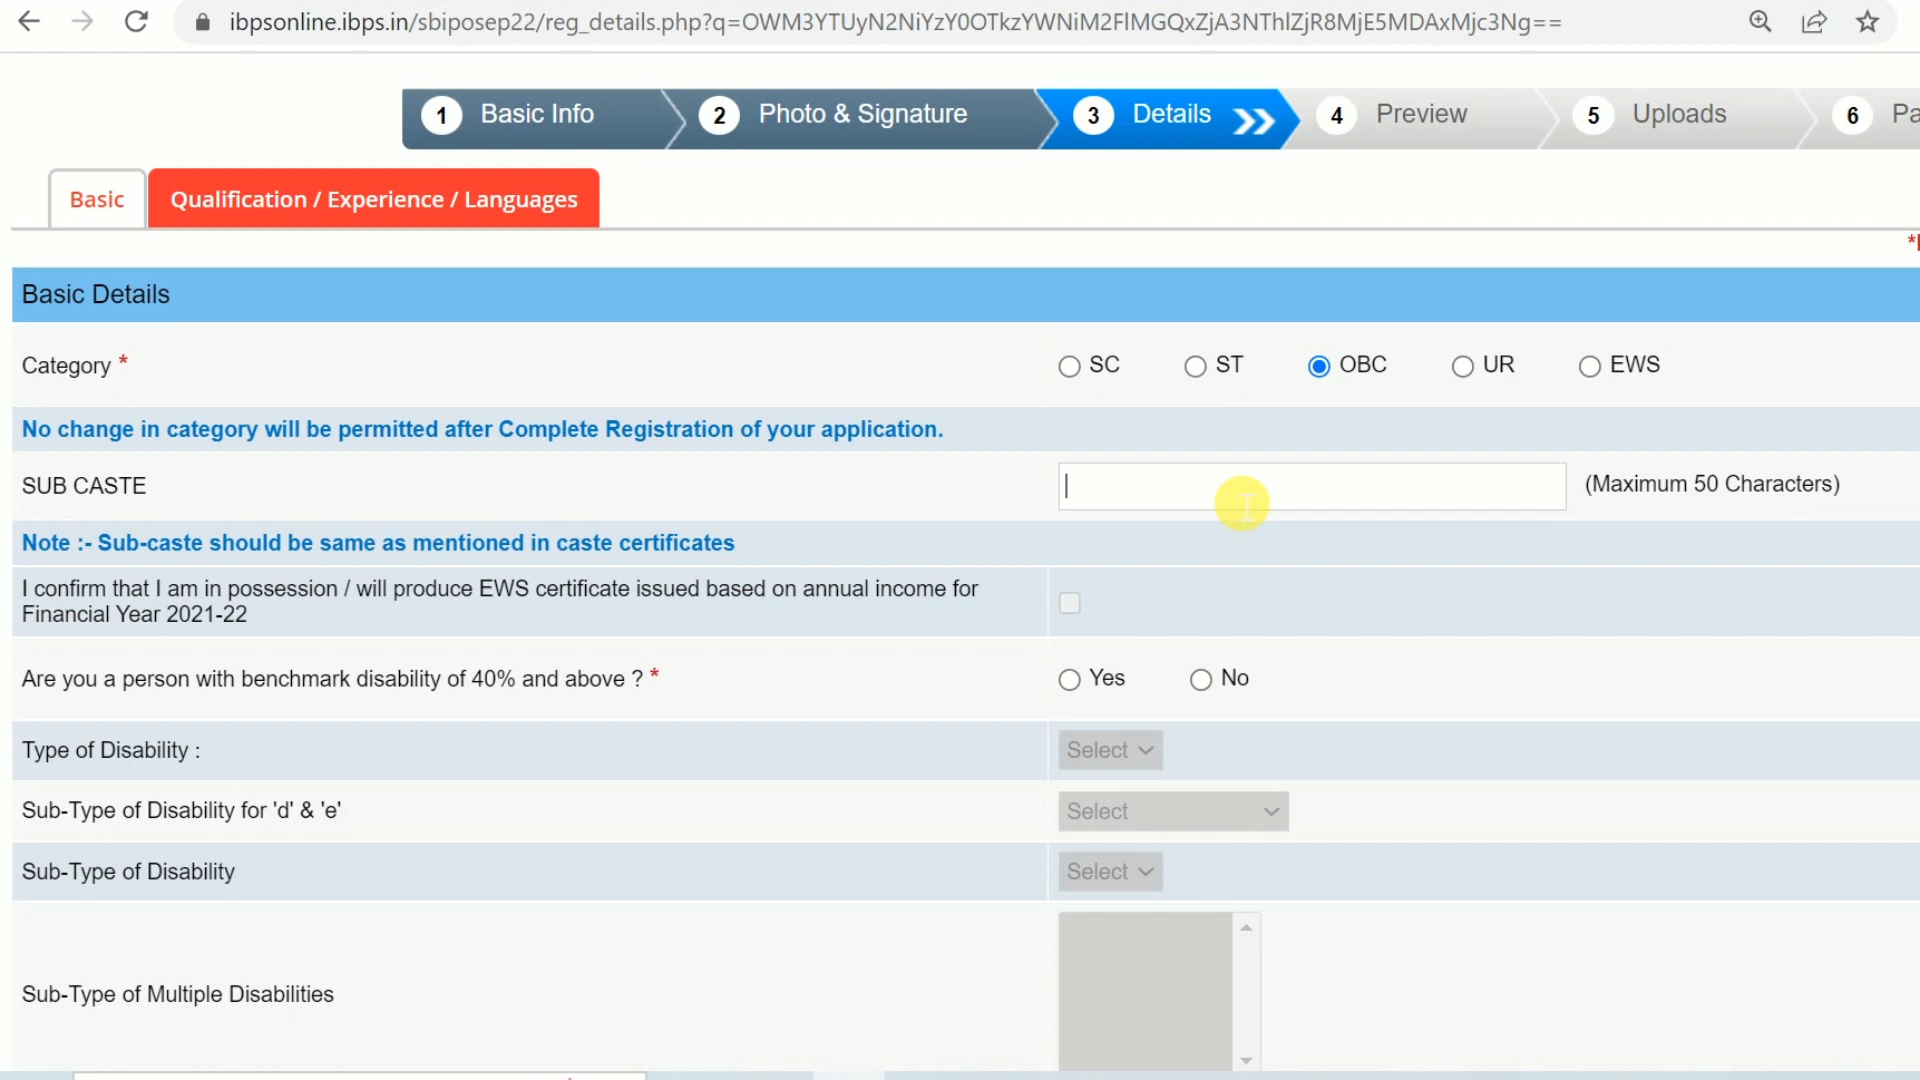 ibpsonline.ibps.in/sbiposep22/reg_details.php?q=OWM3YTUyN2NiYzY0OTkzYWNiM2FlMGQxZjA3NThlZjR8MjE5MDAxMjc3Ng==
1 Basic Info
2 Photo & Signature
3 Details
4 Preview
5 Uploads
6
Basic
Qualification / Experience / Languages
Basic Details
Category *
SC
ST
OBC
UR
EWS
No change in category will be permitted after Complete Registration of your application.
SUB CASTE
(Maximum 50 Characters)
Note :- Sub-caste should be same as mentioned in caste certificates
I confirm that I am in possession / will produce EWS certificate issued based on annual income for
Financial Year 2021-22
Are you a person with benchmark disability of 40% and above ? *
Yes
No
Type of Disability :
Select
Sub-Type of Disability for 'd' & 'e'
Select
Sub-Type of Disability
Select
Sub-Type of Multiple Disabilities